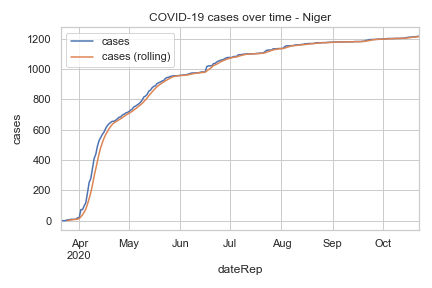 COVID-19 cases over time - Niger
cases
cases (rolling)
1200
1000
800
600
400
200
0
cases
Apr
2020
May
Jun
Jul
Aug
Sep
Oct
dateRep